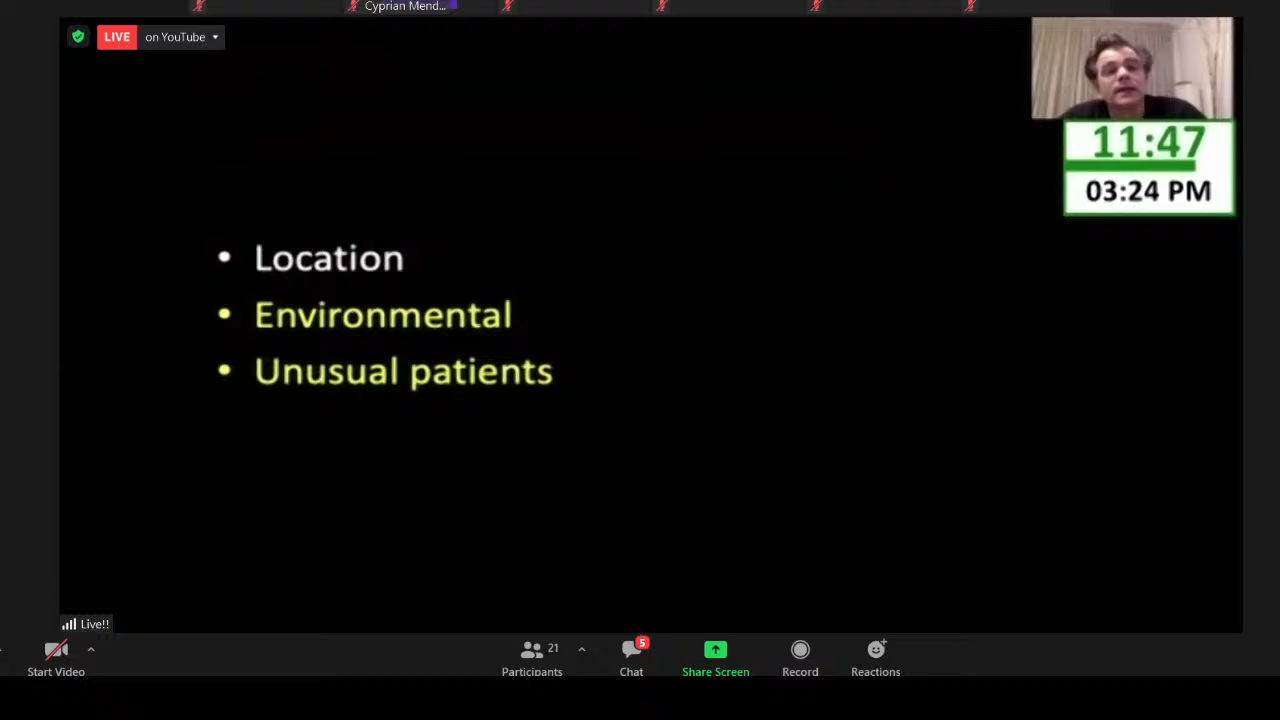 Cyprian Mend...
LIVE on YouTube
11:47
03:24 PM
• Location
• Environmental
• Unusual patients
Live!!
21
5
Start Video
Participants
Chat
Share Screen
Record
Reactions